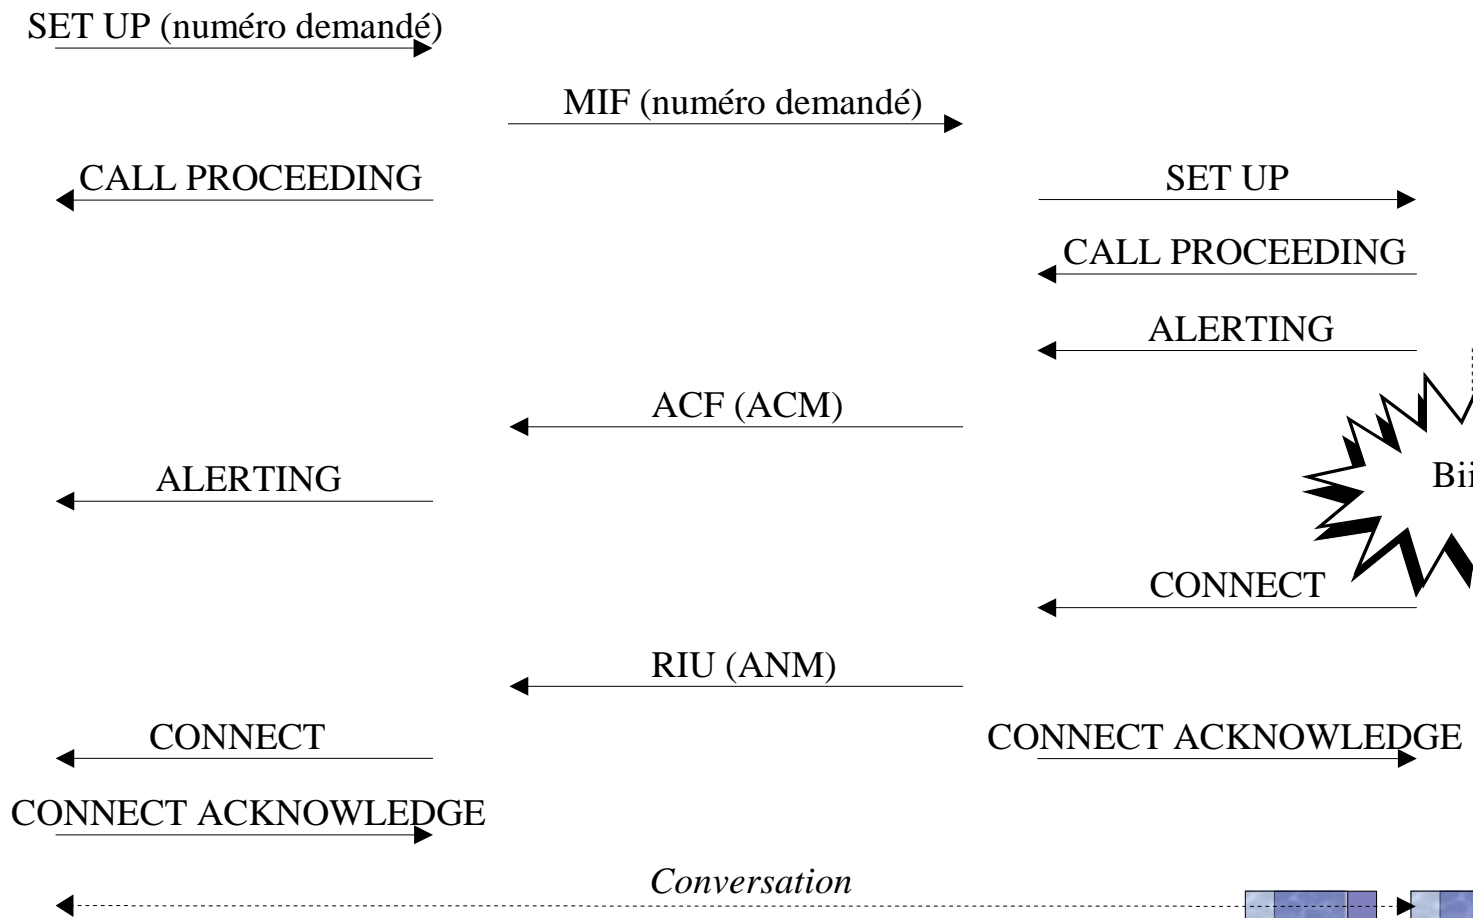 SET UP (numéro demandé)
MIF (numéro demandé)
CALL PROCEEDING
SET UP
CALL PROCEEDING
ALERTING
ACF (ACM)
ALERTING
Bii
CONNECT
RIU (ANM)
CONNECT
CONNECT ACKNOWLEDGE
CONNECT ACKNOWLEDGE
Conversation